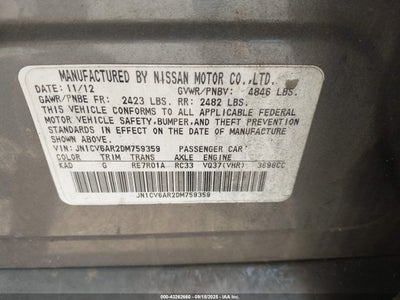 MANUFACTURED BY NISSAN MOTOR CO.,LTD.
DATE: 11/12 GVWR/PNBV: 4846 LBS.
GAWR/PNBE FR: 2423 LBS. RR: 2482 LBS.
THIS VEHICLE CONFORMS TO ALL APPLICABLE FEDERAL
MOTOR VEHICLE SAFETY,BUMPER,AND THEFT PREVENTION
STANDARDS IN EFFECT ON THE DATE OF MANUFACTURE
SHOWN ABOVE.
VIN: JN1CV6AR2DM759359 PASSENGER CAR
COLOR TRIM TRANS AXLE ENGINE
KAD G RE7R01A RC33 VQ37(VHR) 3696CC
JN1CV6AR2DM759359
000-43262660 - 09/18/2025 - IAAI.COM